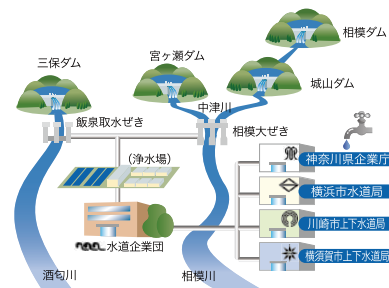 相模ダム
宮ヶ瀬ダム
三保ダム
城山ダム
中津川
飯泉取水ぜき
相模大ぜき
(浄水場)
神奈川県企業庁
横浜市水道局
水道企業団
川崎市上下水道局
横須賀市上下水道局
酒匂川
相模川